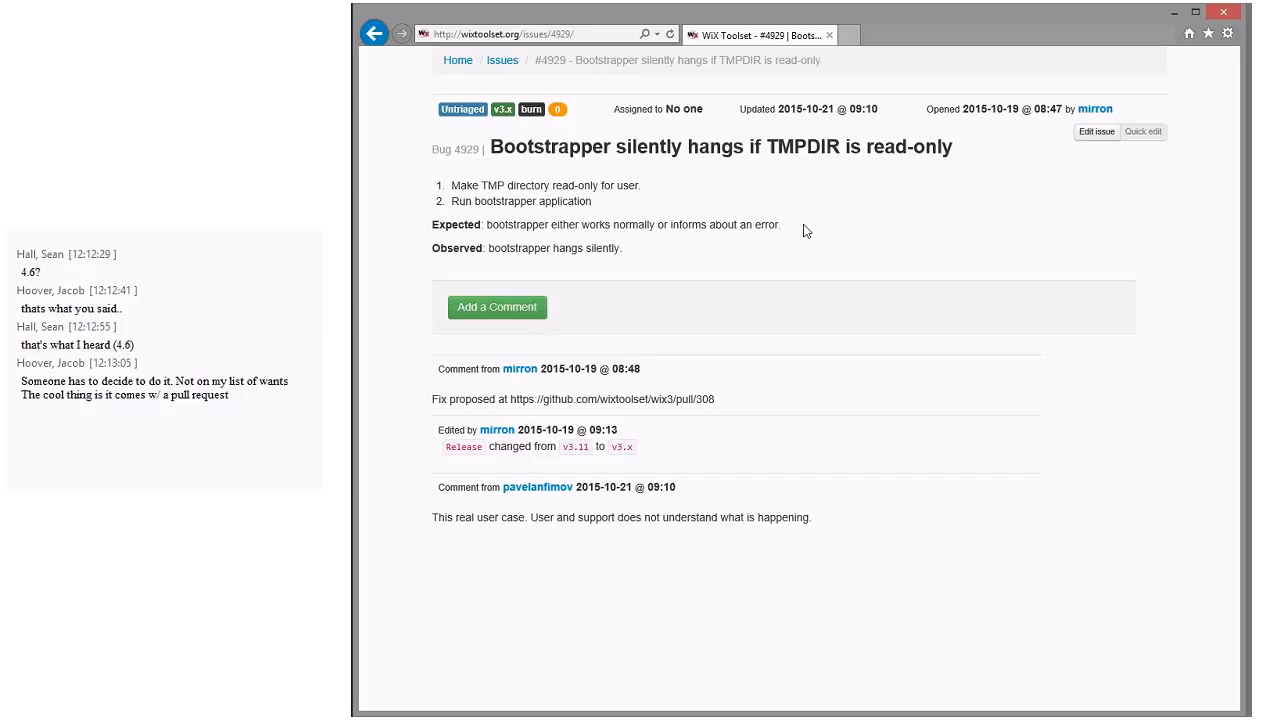 Hall, Sean [12:12:29 ]
4.6?
Hoover, Jacob [12:12:41 ]
thats what you said..
Hall, Sean [12:12:55 ]
that's what I heard (4.6)
Hoover, Jacob [12:13:05 ]
Someone has to decide to do it. Not on my list of wants
The cool thing is it comes w/ a pull request
http://wixtoolset.org/issues/4929/
WiX Toolset - #4929 | Boots...
Home / Issues / #4929 - Bootstrapper silently hangs if TMPDIR is read-only
Untriaged v3.x burn 0 Assigned to No one Updated 2015-10-21 @ 09:10 Opened 2015-10-19 @ 08:47 by mirron
Edit issue Quick edit
Bug 4929 | Bootstrapper silently hangs if TMPDIR is read-only
1. Make TMP directory read-only for user.
2. Run bootstrapper application
Expected: bootstrapper either works normally or informs about an error.
Observed: bootstrapper hangs silently.
Add a Comment
Comment from mirron 2015-10-19 @ 08:48
Fix proposed at https://github.com/wixtoolset/wix3/pull/308
Edited by mirron 2015-10-19 @ 09:13
Release changed from v3.11 to v3.x
Comment from pavelanfimov 2015-10-21 @ 09:10
This real user case. User and support does not understand what is happening.